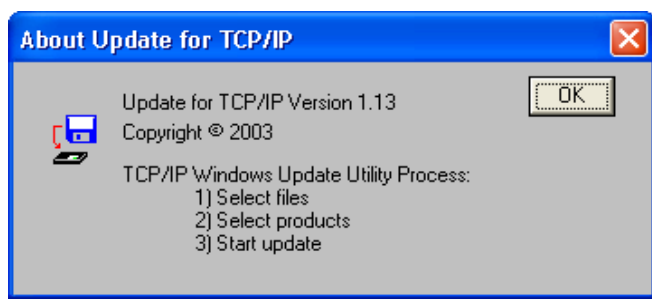 About Update for TCP/IP
Update for TCP/IP Version 1.13
OK
Copyright © 2003
TCP/IP Windows Update Utility Process:
1) Select files
2) Select products
3) Start update